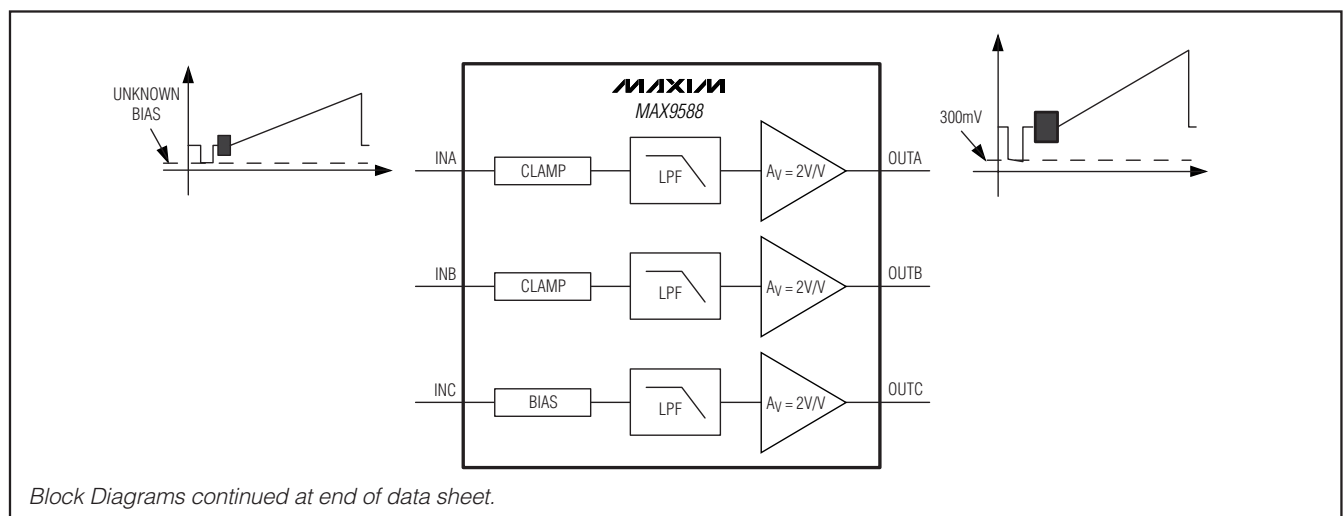 UNKNOWN
BIAS
MAXIM
MAX9588
300mV
INA
CLAMP
LPF
AV = 2V/V
OUTA
INB
CLAMP
LPF
AV = 2V/V
OUTB
INC
BIAS
LPF
AV = 2V/V
OUTC
Block Diagrams continued at end of data sheet.